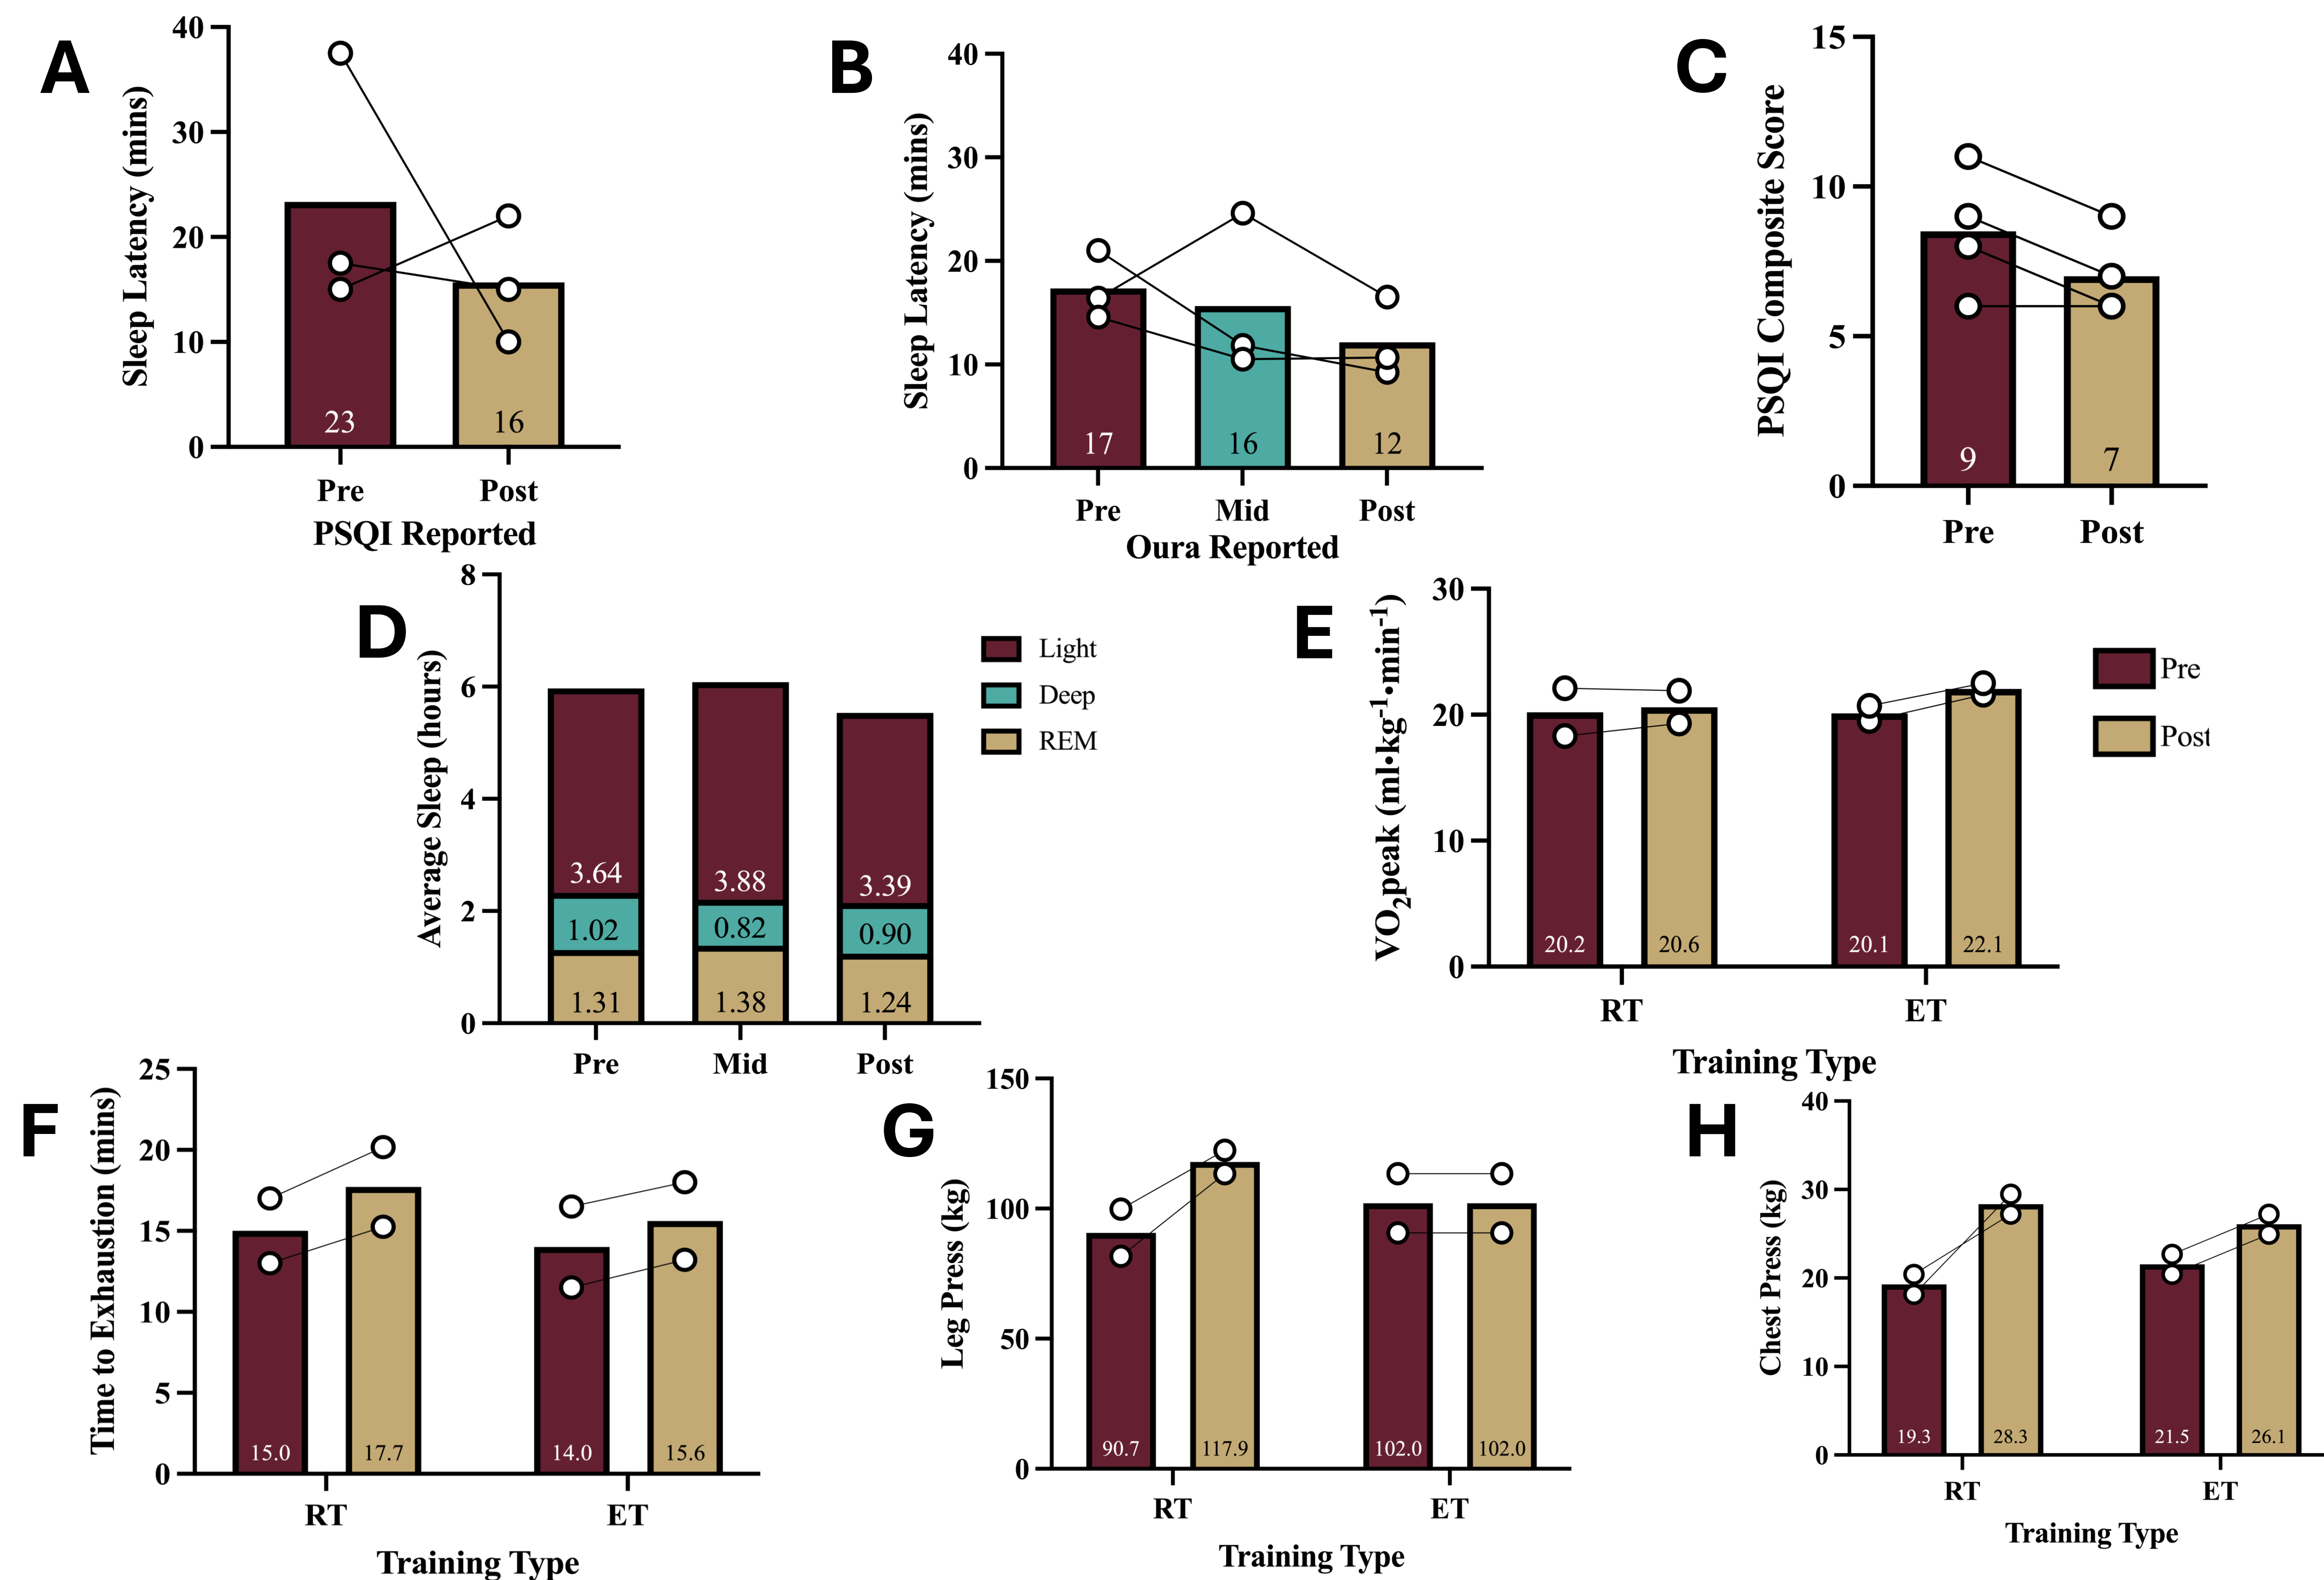 A
Sleep Latency (mins)
40
30
20
10
0
23
16
Pre
Post
PSQI Reported
B
Sleep Latency (mins)
40
30
20
10
0
17
16
12
Pre
Mid
Post
Oura Reported
C
PSQI Composite Score
15
10
5
0
9
7
Pre
Post
D
Average Sleep (hours)
8
6
4
2
0
3.64
3.88
3.39
1.02
0.82
0.90
1.31
1.38
1.24
Pre
Mid
Post
Light
Deep
REM
E
VO2peak (ml·kg-1·min-1)
30
20
10
0
20.2
20.6
20.1
22.1
RT
ET
Training Type
Pre
Post
F
Time to Exhaustion (mins)
25
20
15
10
5
0
15.0
17.7
14.0
15.6
RT
ET
Training Type
G
Leg Press (kg)
150
100
50
0
90.7
117.9
102.0
102.0
RT
ET
Training Type
H
Chest Press (kg)
40
30
20
10
0
19.3
28.3
21.5
26.1
RT
ET
Training Type